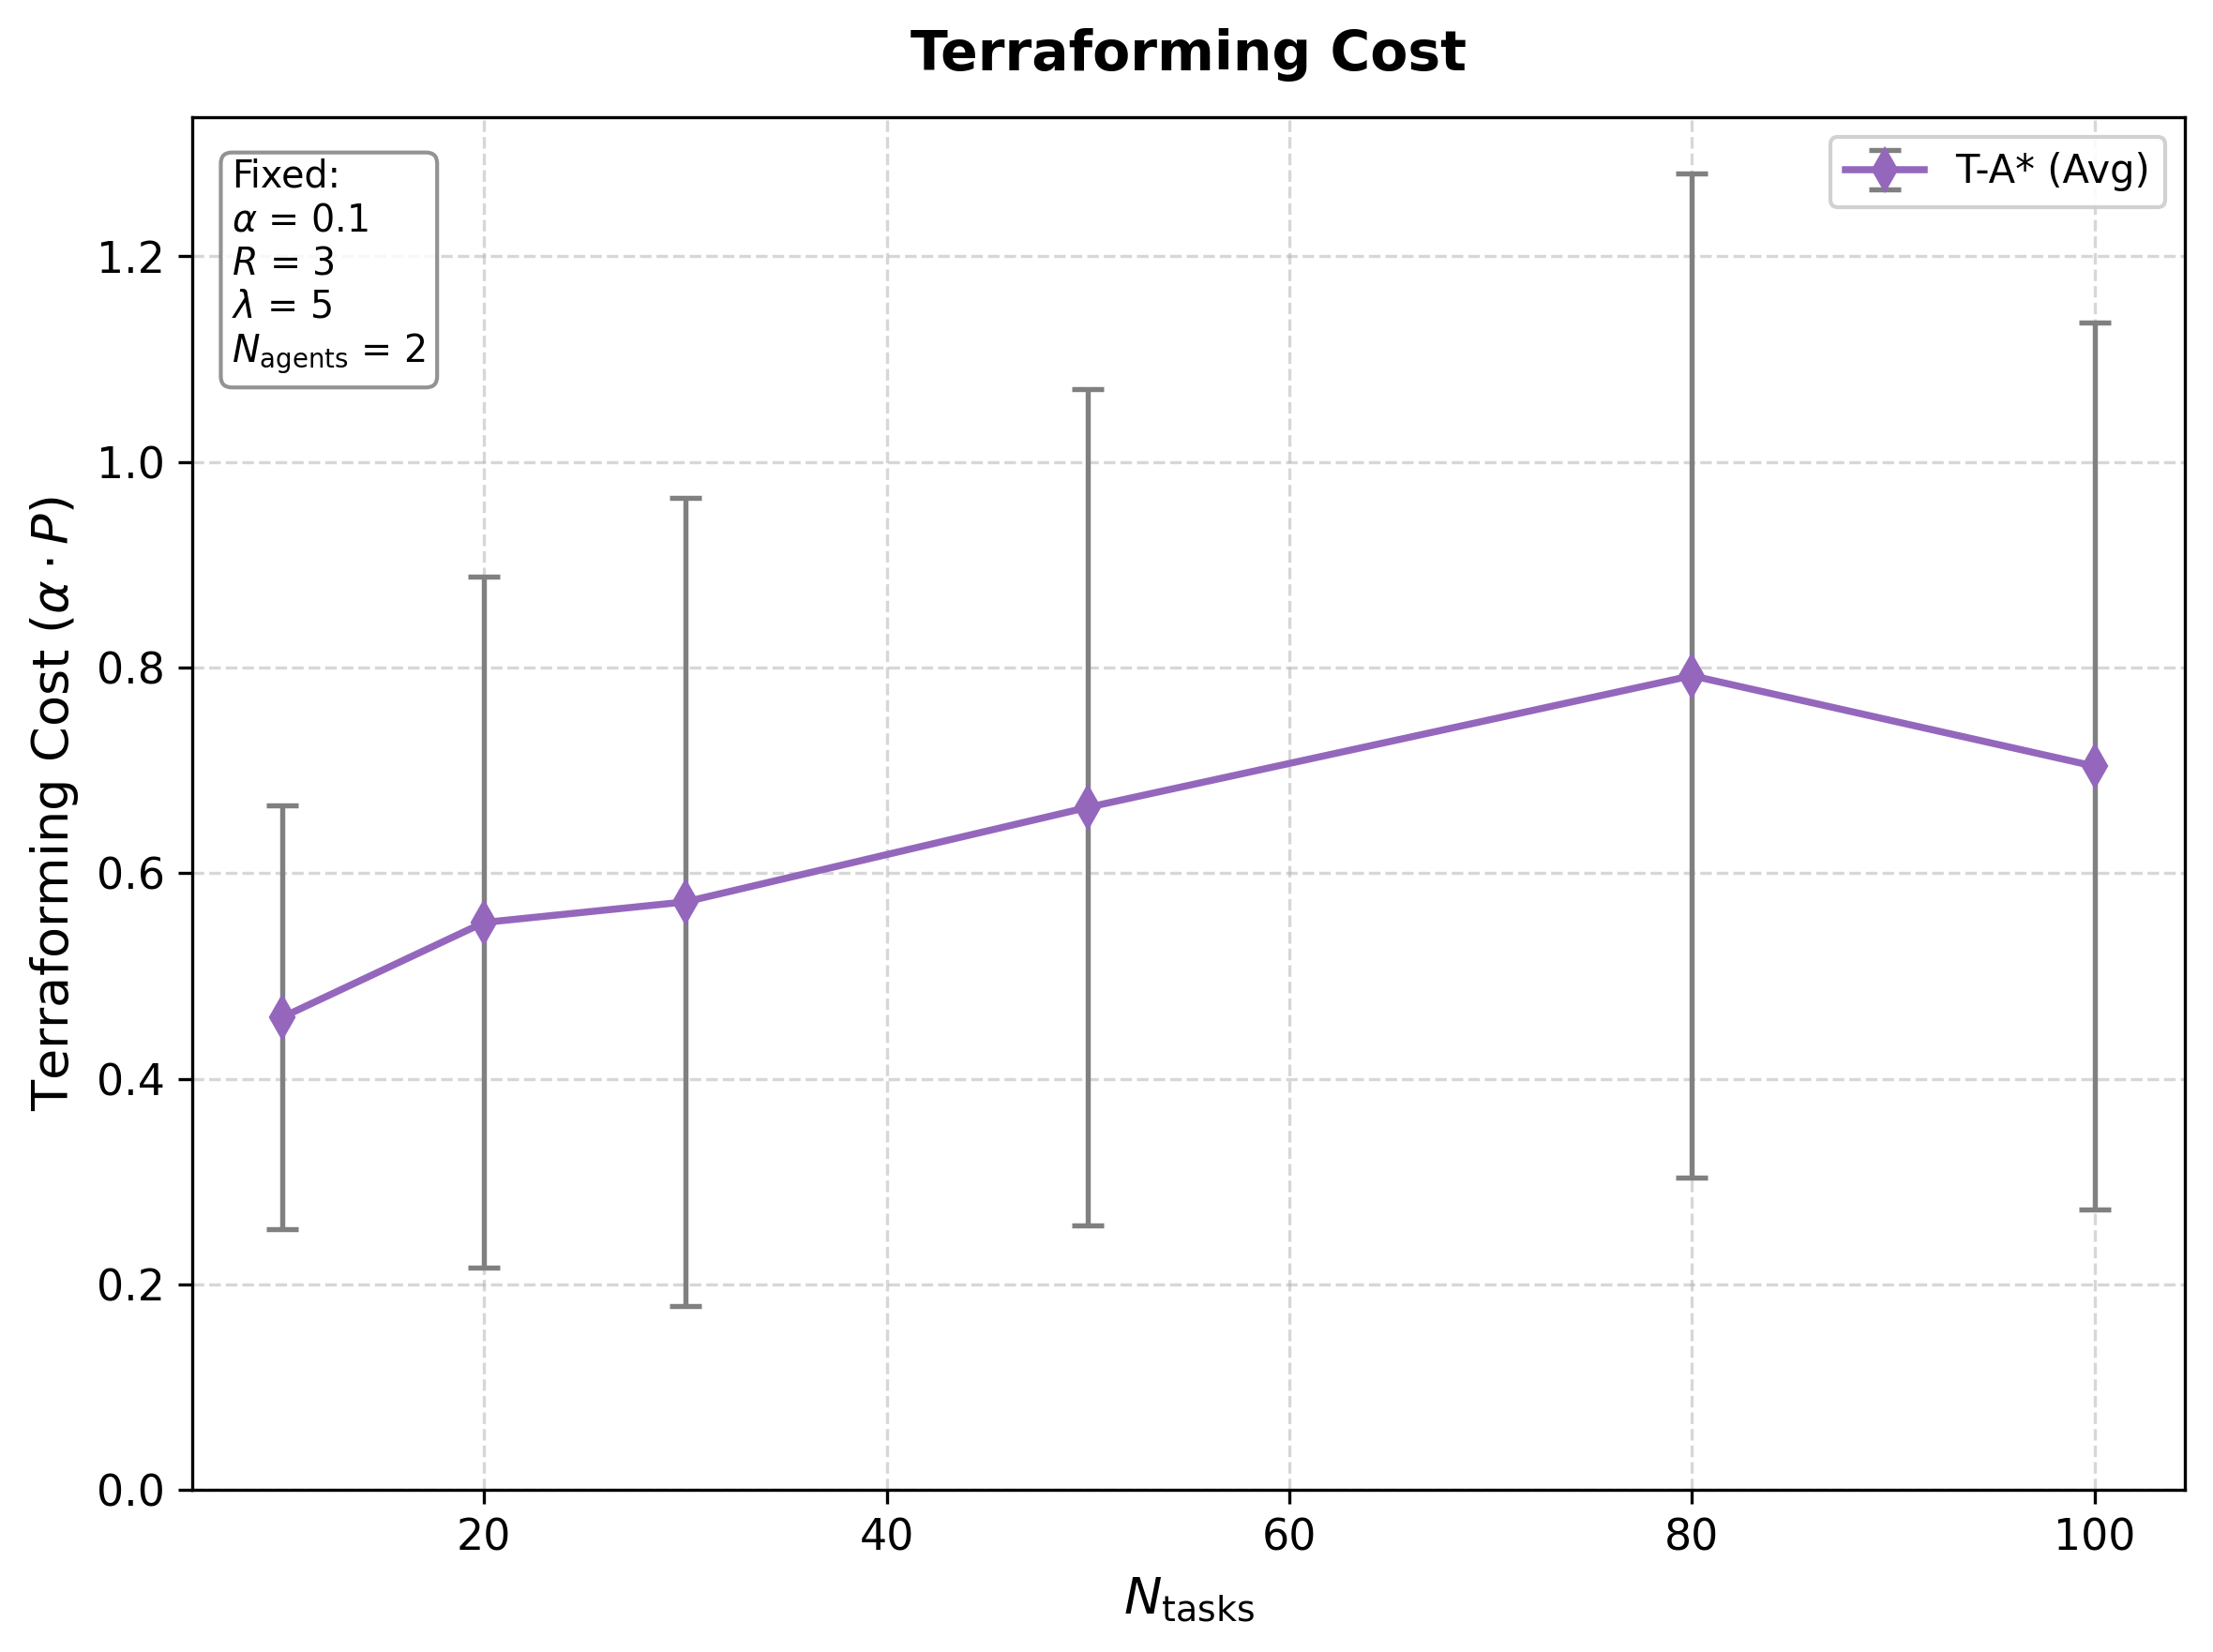 Terraforming Cost
Fixed:
α = 0.1
R = 3
λ = 5
N_agents = 2
T-A* (Avg)
Terraforming Cost (α · P)
1.2
1.0
0.8
0.6
0.4
0.2
0.0
20 40 60 80 100
N_tasks